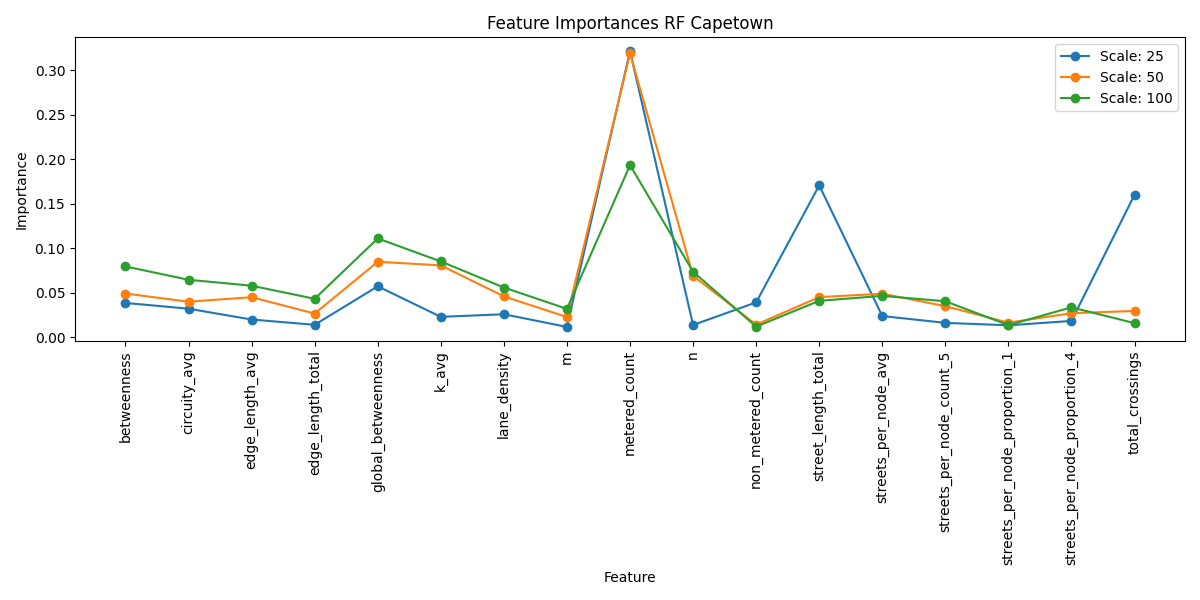 Feature Importances RF Capetown
Scale: 25
Scale: 50
Scale: 100
Importance
0.30
0.25
0.20
0.15
0.10
0.05
0.00
betweenness
circuity_avg
edge_length_avg
edge_length_total
global_betweenness
k_avg
lane_density
m
metered_count
n
non_metered_count
street_length_total
streets_per_node_avg
streets_per_node_count_5
streets_per_node_proportion_1
streets_per_node_proportion_4
total_crossings
Feature